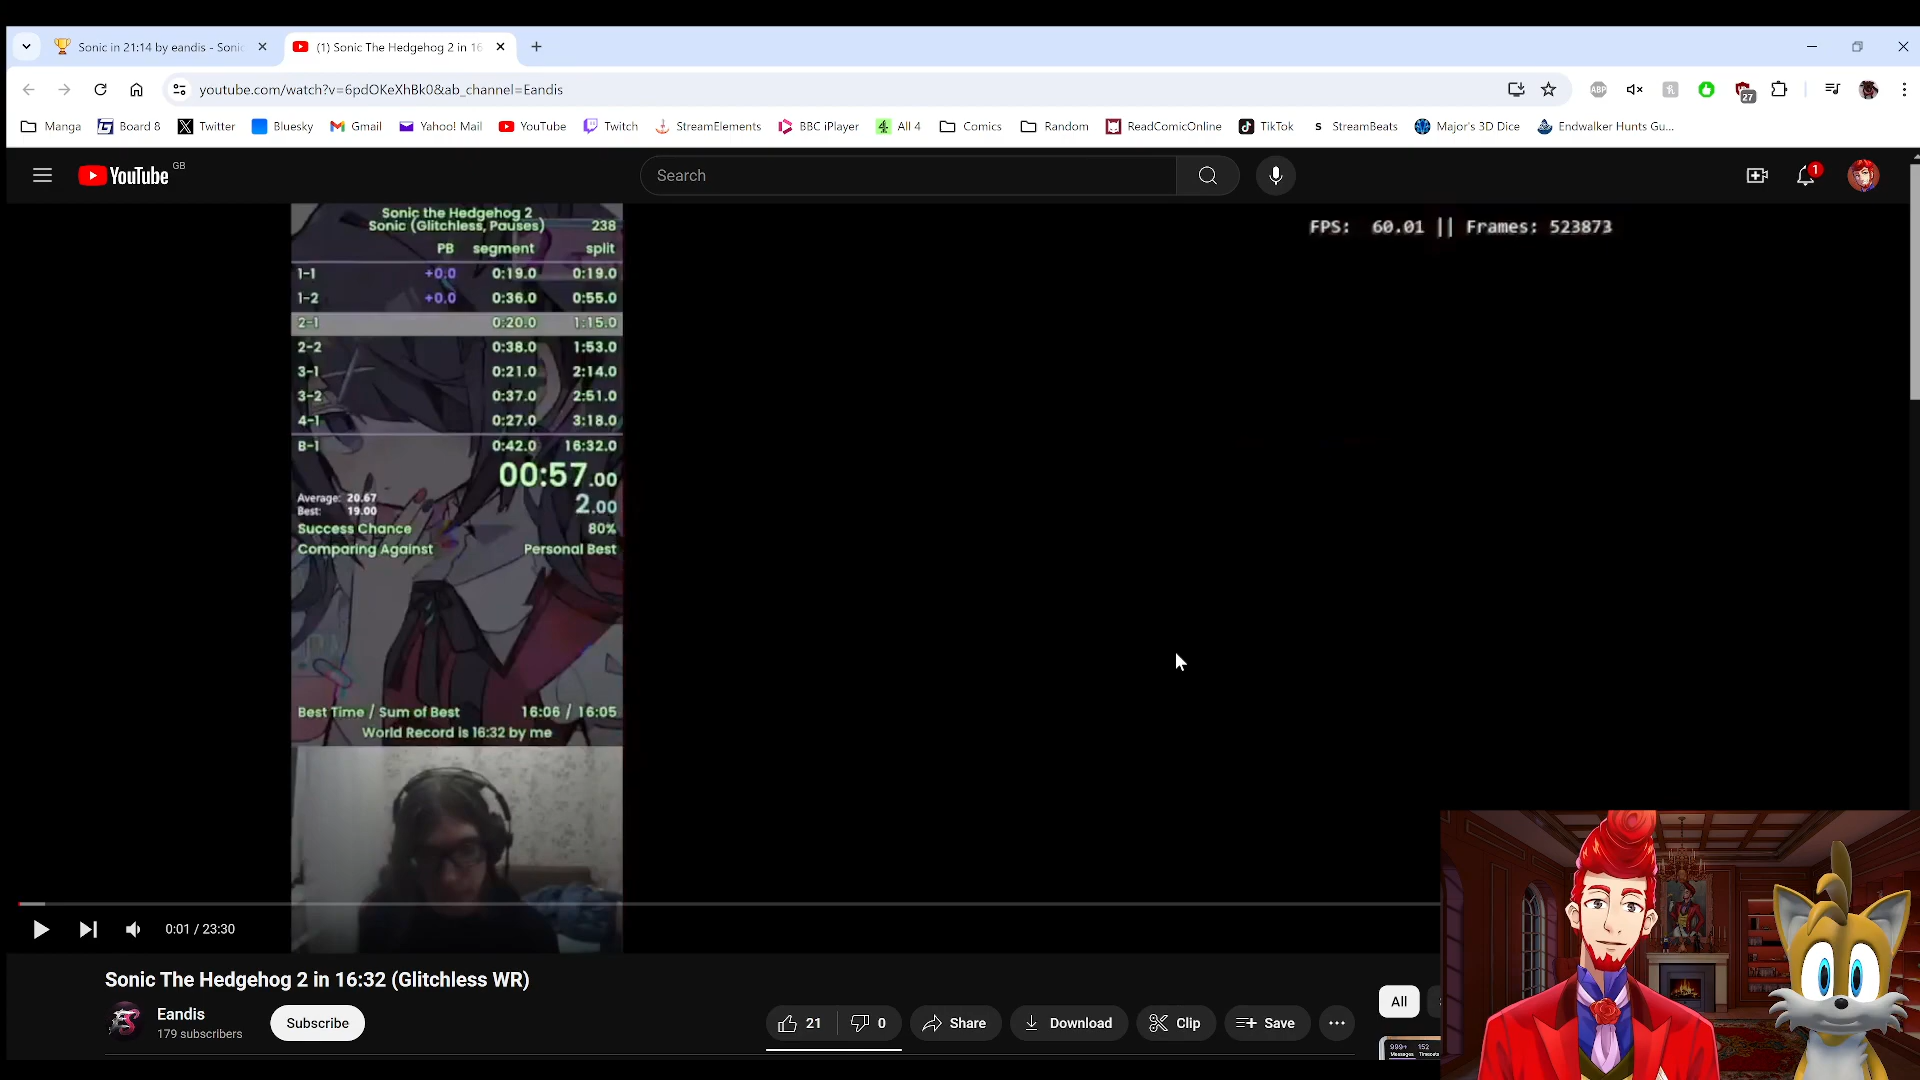 Sonic in 21:14 by eandis - Sonic
(1) Sonic The Hedgehog 2 in 16
youtube.com/watch?v=6pdOKeXhBk0&ab_channel=Eandis
ABP
27
Manga
Board 8
Twitter
Bluesky
Gmail
Yahoo! Mail
YouTube
Twitch
StreamElements
BBC iPlayer
All 4
Comics
Random
ReadComicOnline
TikTok
StreamBeats
Major's 3D Dice
Endwalker Hunts Gu...
YouTube GB
Search
1
Sonic the Hedgehog 2
Sonic (Glitchless, Pauses) 238
PB segment split
1-1 +0.0 0:19.0 0:19.0
1-2 +0.0 0:36.0 0:55.0
2-1 0:20.0 1:15.0
2-2 0:38.0 1:53.0
3-1 0:21.0 2:14.0
3-2 0:37.0 2:51.0
4-1 0:27.0 3:18.0
B-1 0:42.0 16:32.0
00:57.00
Average: 20.67
Best: 19.00
2.00
Success Chance 80%
Comparing Against Personal Best
Best Time / Sum of Best 16:06 / 16:05
World Record is 16:32 by me
FPS: 60.01 || Frames: 523873
0:01 / 23:30
Sonic The Hedgehog 2 in 16:32 (Glitchless WR)
Eandis
179 subscribers
Subscribe
21
0
Share
Download
Clip
Save
All
999+ 152
Messages Timeouts